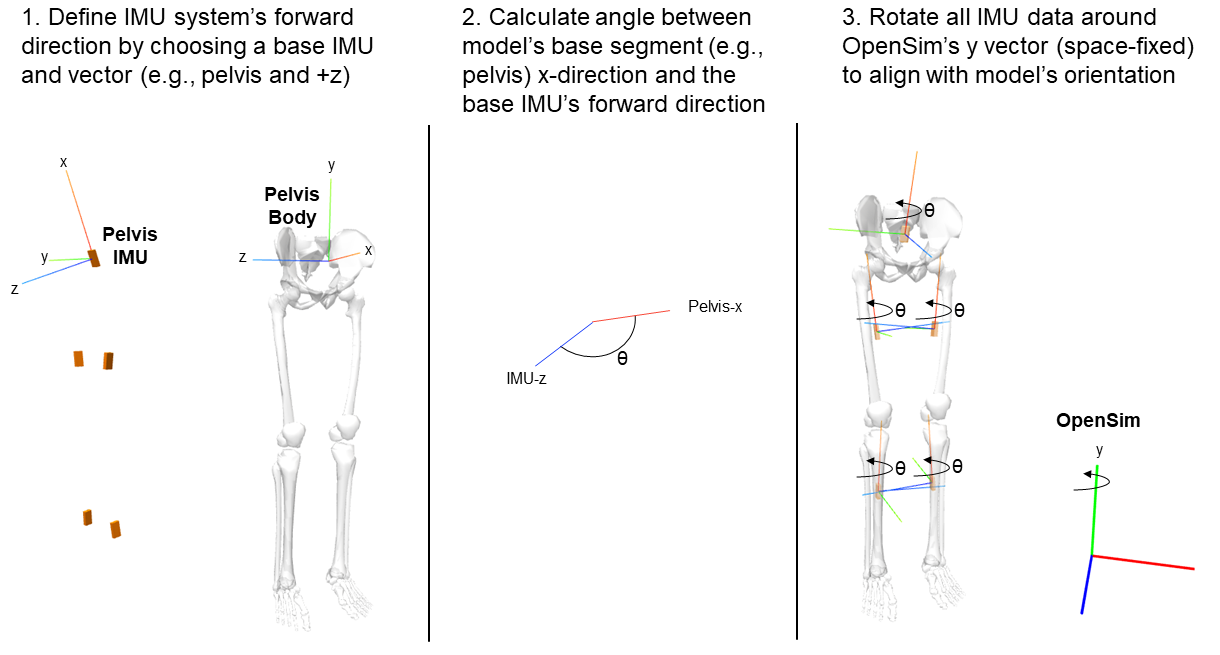 1. Define IMU system's forward
direction by choosing a base IMU
and vector (e.g., pelvis and +z)
2. Calculate angle between
model's base segment (e.g.,
pelvis) x-direction and the
base IMU's forward direction
3. Rotate all IMU data around
OpenSim's y vector (space-fixed)
to align with model's orientation
x
Pelvis
IMU
y
z
y
Pelvis
Body
z
x
Pelvis-x
θ
IMU-z
θ
θ
θ
θ
θ
OpenSim
y